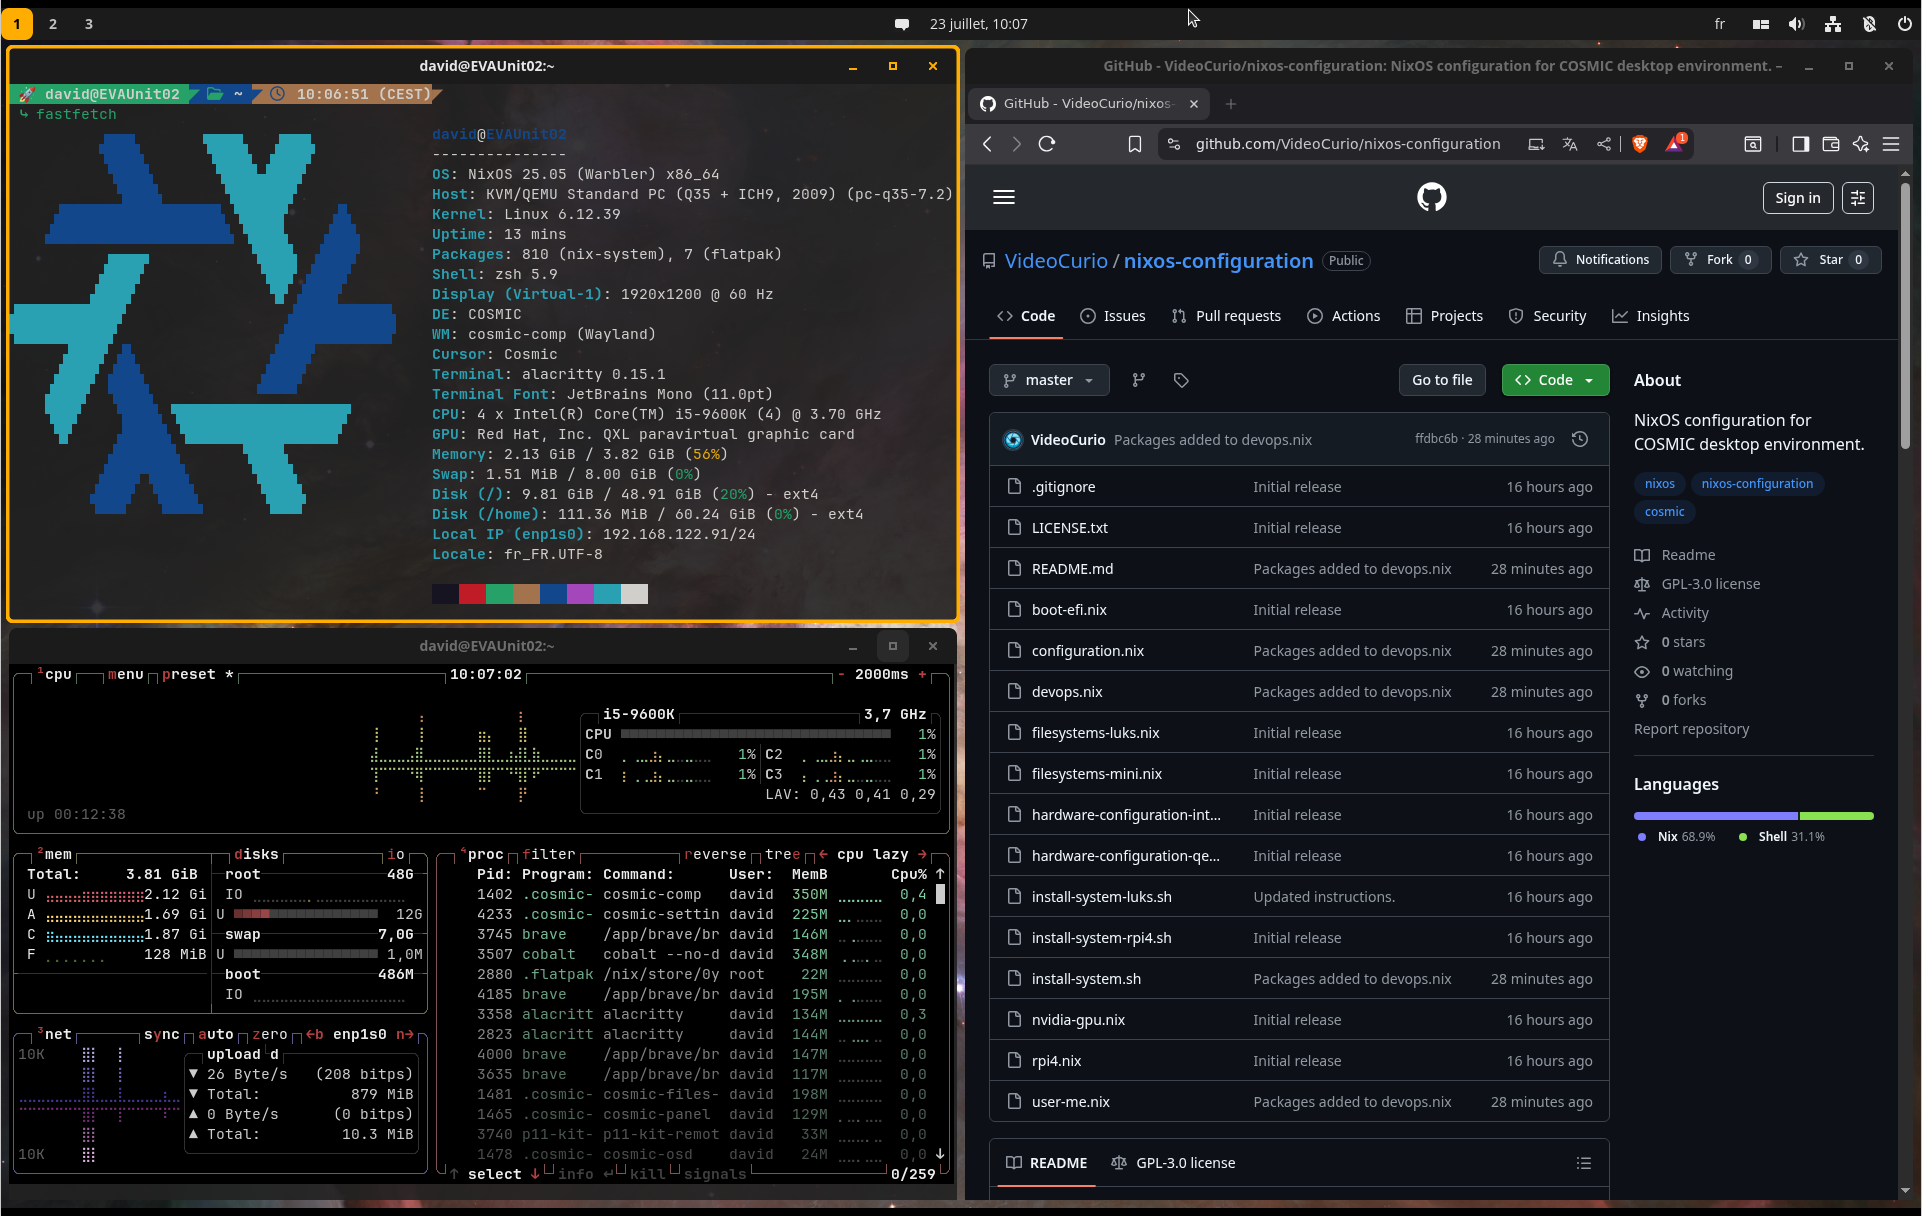 1 2 3 23 juillet, 10:07 fr
david@EVAUnit02:~
david@EVAUnit02 ~ 10:06:51 (CEST)
fastfetch
david@EVAUnit02
---------------
OS: NixOS 25.05 (Warbler) x86_64
Host: KVM/QEMU Standard PC (Q35 + ICH9, 2009) (pc-q35-7.2)
Kernel: Linux 6.12.39
Uptime: 13 mins
Packages: 810 (nix-system), 7 (flatpak)
Shell: zsh 5.9
Display (Virtual-1): 1920x1200 @ 60 Hz
DE: COSMIC
WM: cosmic-comp (Wayland)
Cursor: Cosmic
Terminal: alacritty 0.15.1
Terminal Font: JetBrains Mono (11.0pt)
CPU: 4 x Intel(R) Core(TM) i5-9600K (4) @ 3.70 GHz
GPU: Red Hat, Inc. QXL paravirtual graphic card
Memory: 2.13 GiB / 3.82 GiB (56%)
Swap: 1.51 MiB / 8.00 GiB (0%)
Disk (/): 9.81 GiB / 48.91 GiB (20%) - ext4
Disk (/home): 111.36 MiB / 60.24 GiB (0%) - ext4
Local IP (enp1s0): 192.168.122.91/24
Locale: fr_FR.UTF-8
david@EVAUnit02:~
¹cpu menu preset * 10:07:02 - 2000ms +
i5-9600K 3,7 GHz
CPU 1%
C0 1% C2 1%
C1 1% C3 1%
LAV: 0,43 0,41 0,29
up 00:12:38
²mem disks io
Total: 3.81 GiB root 48G
U 2.12 Gi IO
A 1.69 Gi U 12G
C 1.87 Gi swap 7,0G
F 128 MiB U 1,0M
boot 486M
IO
³net sync auto zero ←b enp1s0 n→
10K upload d
▼ 26 Byte/s (208 bitps)
▼ Total: 879 MiB
▲ 0 Byte/s (0 bitps)
▲ Total: 10.3 MiB
10K
⁴proc filter reverse tree ← cpu lazy →
Pid: Program: Command: User: MemB Cpu% ↑
1402 .cosmic- cosmic-comp david 350M 0,4
4233 .cosmic- cosmic-settin david 225M 0,0
3745 brave /app/brave/br david 146M 0,0
3507 cobalt cobalt --no-d david 348M 0,0
2880 .flatpak /nix/store/0y root 22M 0,0
4185 brave /app/brave/br david 195M 0,0
3358 alacritt alacritty david 134M 0,3
2823 alacritt alacritty david 144M 0,0
4000 brave /app/brave/br david 147M 0,0
3635 brave /app/brave/br david 117M 0,0
1481 .cosmic- cosmic-files- david 198M 0,0
1465 .cosmic- cosmic-panel david 129M 0,0
3740 p11-kit- p11-kit-remot david 33M 0,0
1478 .cosmic- cosmic-osd david 24M 0,0 ↓
↑ select ↓ info ↵ kill signals 0/259
GitHub - VideoCurio/nixos-configuration: NixOS configuration for COSMIC desktop environment. –
GitHub - VideoCurio/nixos-
github.com/VideoCurio/nixos-configuration 1
Sign in
VideoCurio / nixos-configuration Public Notifications Fork 0 Star 0
Code Issues Pull requests Actions Projects Security Insights
master Go to file Code
VideoCurio Packages added to devops.nix ffdbc6b · 28 minutes ago
.gitignore Initial release 16 hours ago
LICENSE.txt Initial release 16 hours ago
README.md Packages added to devops.nix 28 minutes ago
boot-efi.nix Initial release 16 hours ago
configuration.nix Packages added to devops.nix 28 minutes ago
devops.nix Packages added to devops.nix 28 minutes ago
filesystems-luks.nix Initial release 16 hours ago
filesystems-mini.nix Initial release 16 hours ago
hardware-configuration-int... Initial release 16 hours ago
hardware-configuration-qe... Initial release 16 hours ago
install-system-luks.sh Updated instructions. 16 hours ago
install-system-rpi4.sh Initial release 16 hours ago
install-system.sh Packages added to devops.nix 28 minutes ago
nvidia-gpu.nix Initial release 16 hours ago
rpi4.nix Initial release 16 hours ago
user-me.nix Packages added to devops.nix 28 minutes ago
README GPL-3.0 license
About
NixOS configuration for
COSMIC desktop environment.
nixos nixos-configuration
cosmic
Readme
GPL-3.0 license
Activity
0 stars
0 watching
0 forks
Report repository
Languages
Nix 68.9% Shell 31.1%